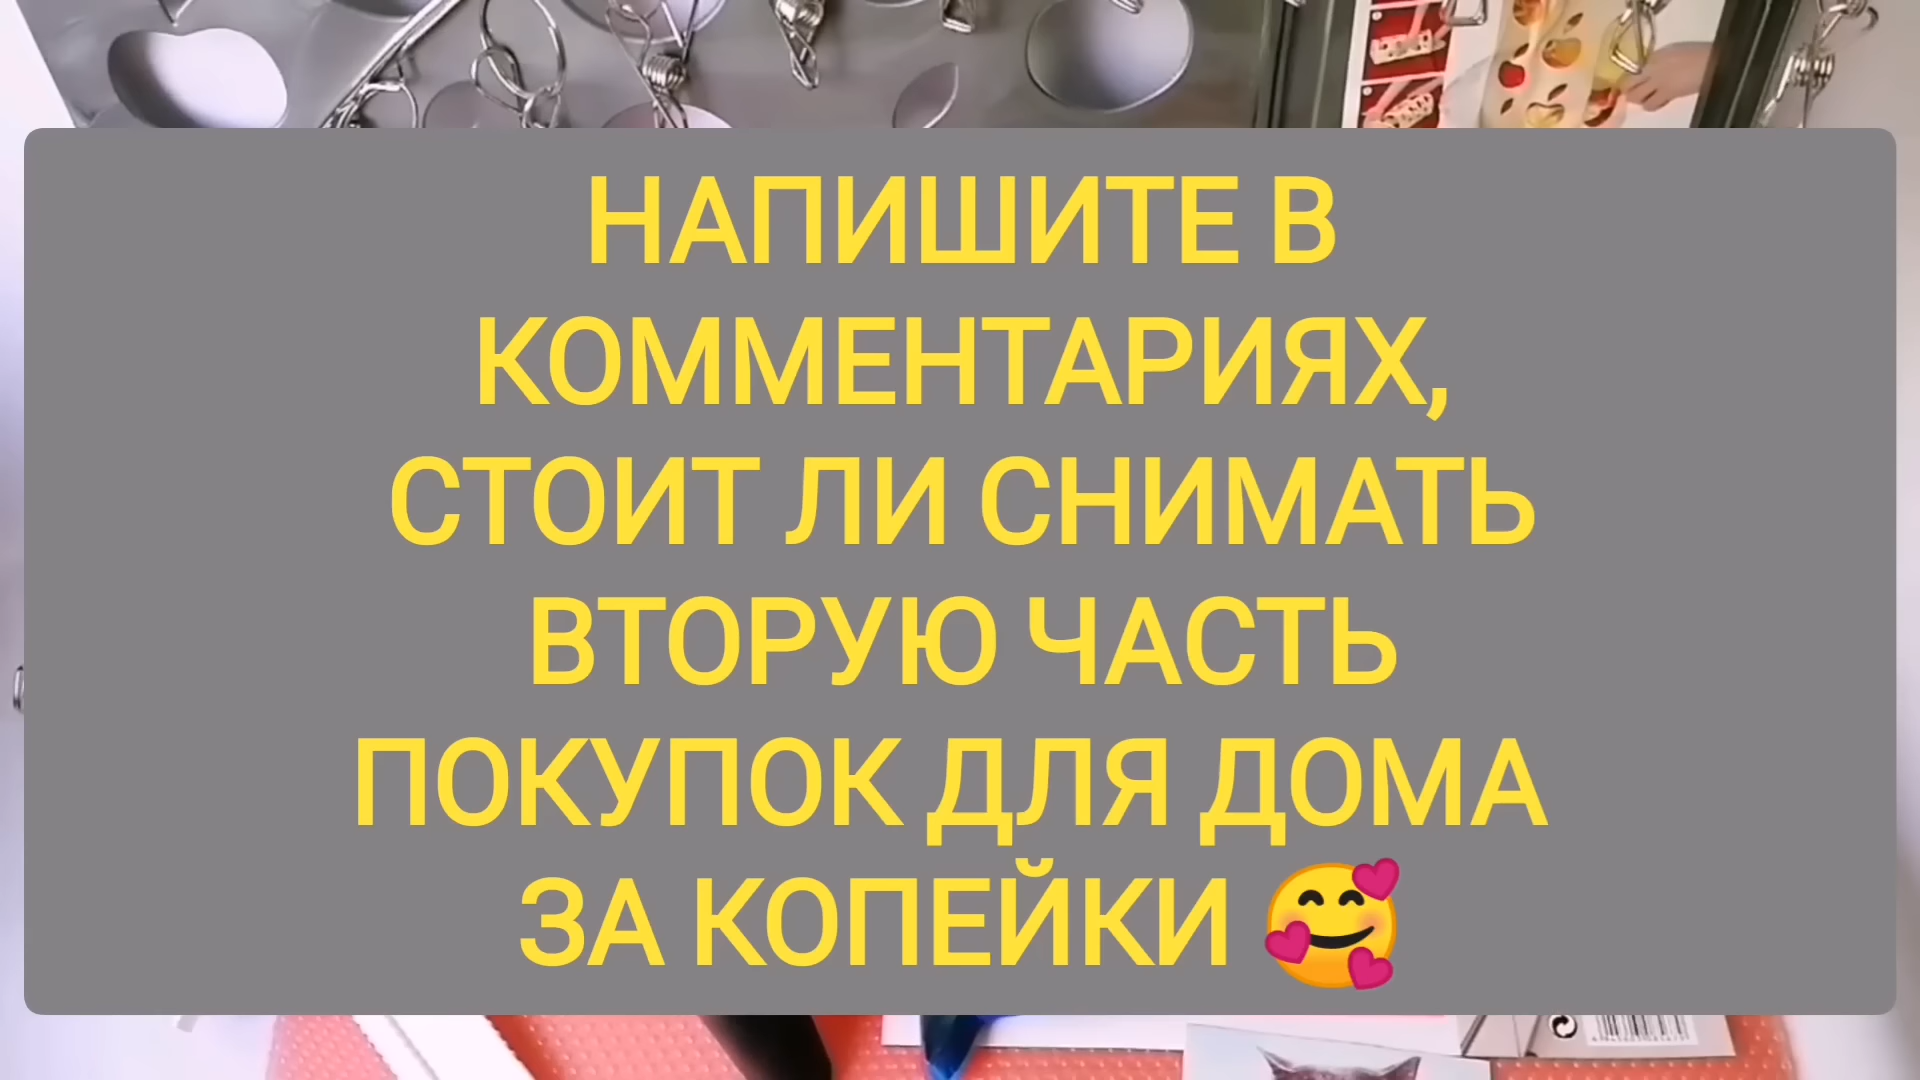 НАПИШИТЕ В
КОММЕНТАРИЯХ,
СТОИТ ЛИ СНИМАТЬ
ВТОРУЮ ЧАСТЬ
ПОКУПОК ДЛЯ ДОМА
ЗА КОПЕЙКИ 🥰